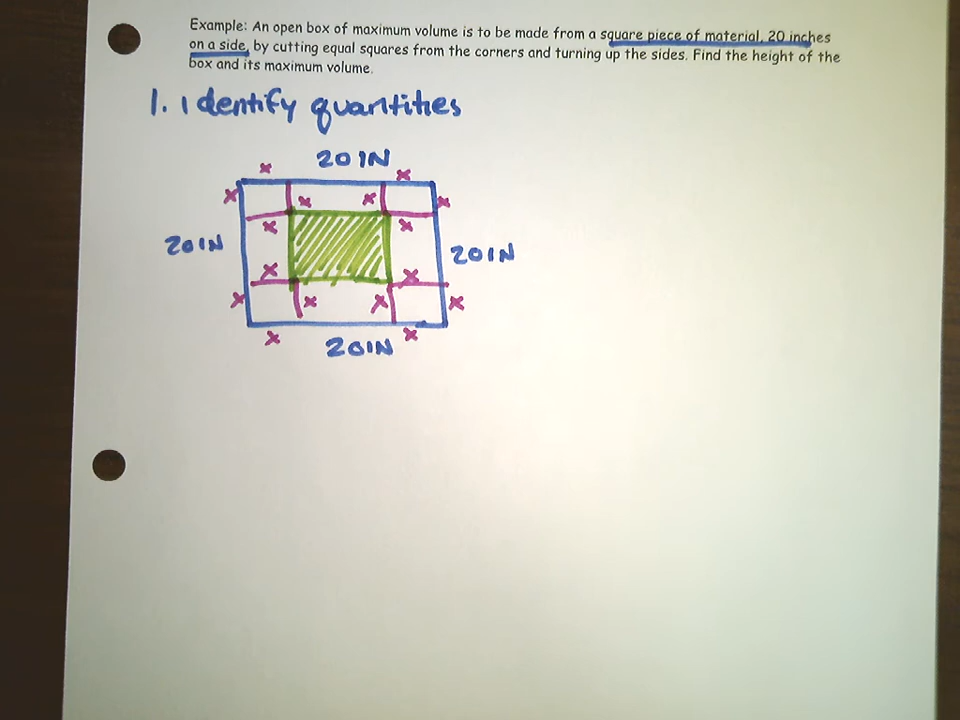 Example: An open box of maximum volume is to be made from a square piece of material, 20 inches
on a side, by cutting equal squares from the corners and turning up the sides. Find the height of the
box and its maximum volume.
1. Identify quantities
20 IN
x x
x x x x
x x
20 IN 20 IN
x x
x x x x
x x
20 IN